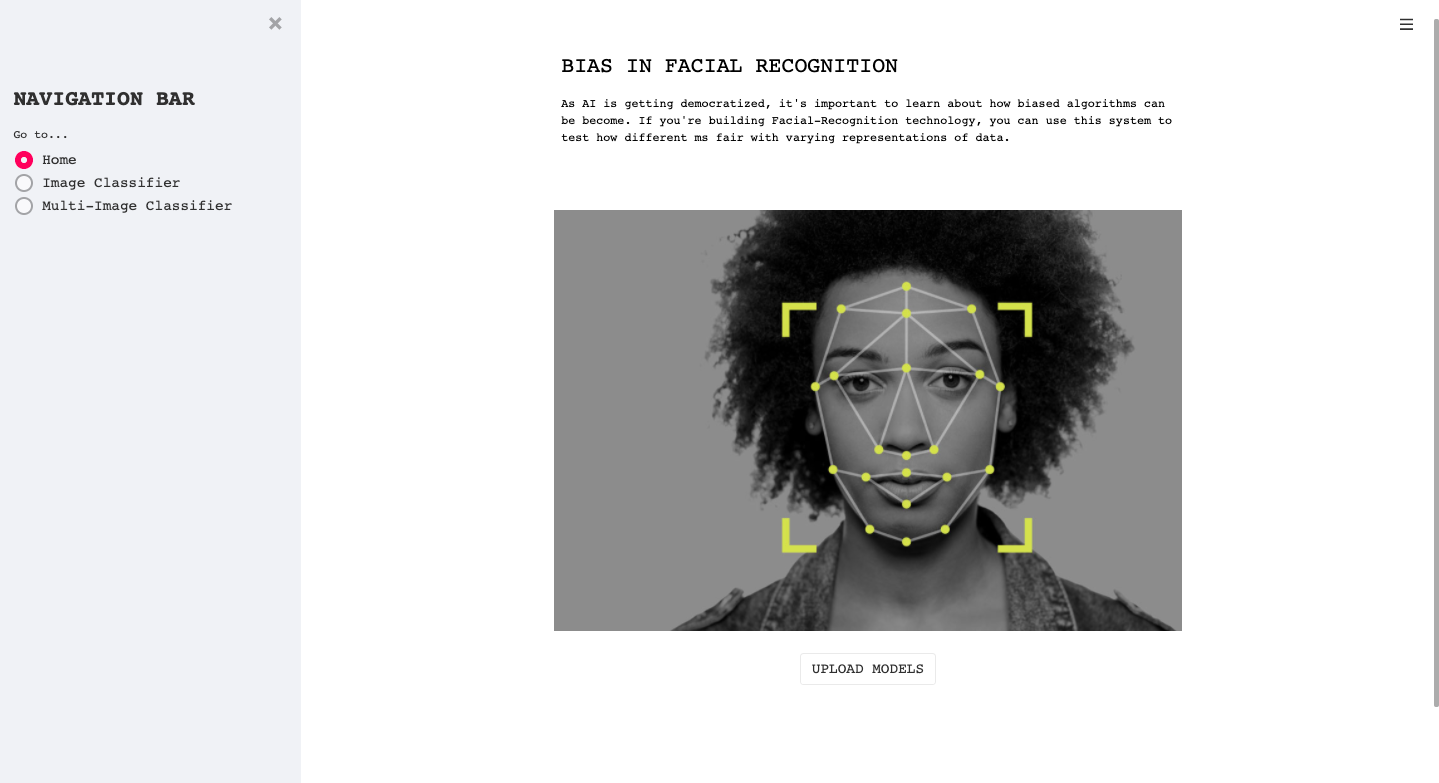 NAVIGATION BAR
Go to...
Home
Image Classifier
Multi-Image Classifier
BIAS IN FACIAL RECOGNITION
As AI is getting democratized, it's important to learn about how biased algorithms can
be become. If you're building Facial-Recognition technology, you can use this system to
test how different ms fair with varying representations of data.
UPLOAD MODELS